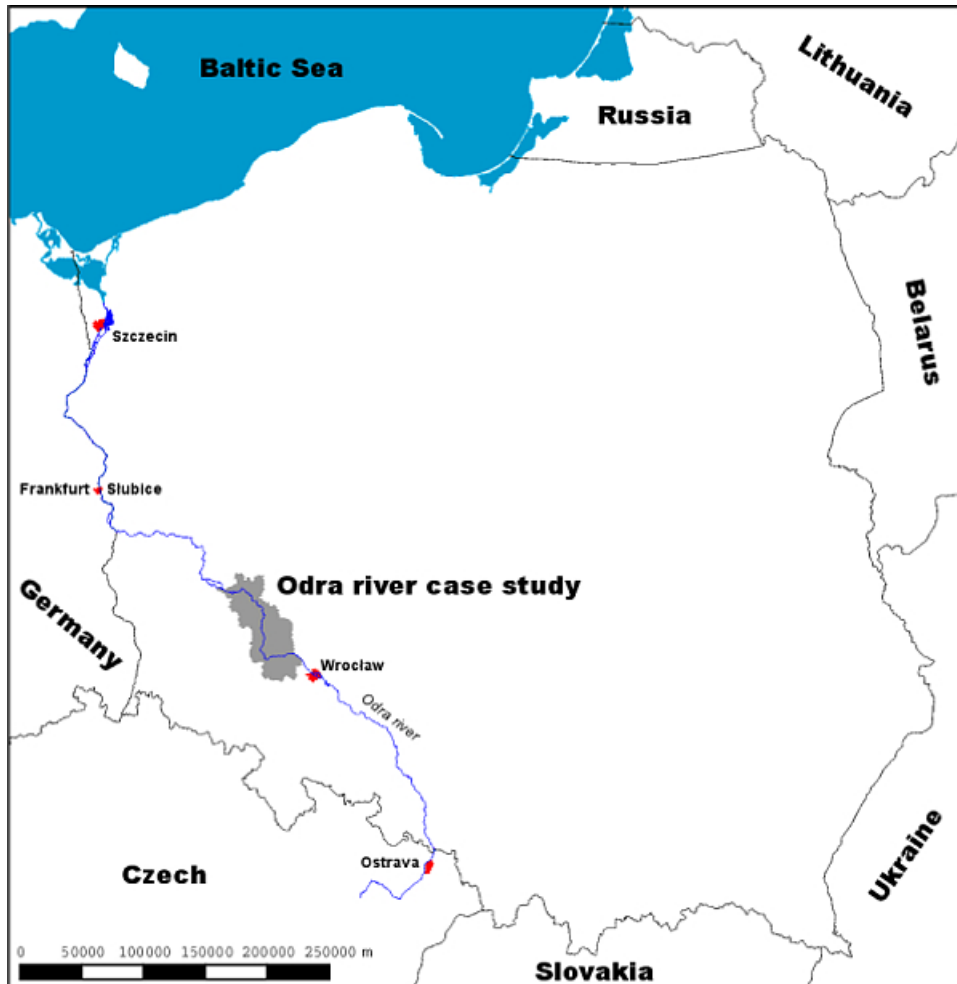 Baltic Sea
Lithuania
Russia
Belarus
Szczecin
Frankfurt Słubice
Odra river case study
Germany
Wrocław
Odra river
Ostrava
Czech
Ukraine
0 50000 100000 150000 200000 250000 m
Slovakia